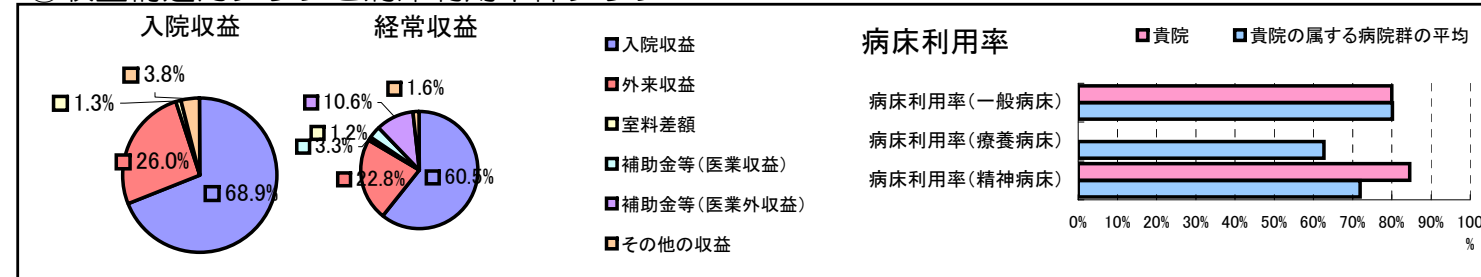 入院収益
3.8%
1.3%
26.0%
68.9%
経常収益
1.6%
10.6%
1.2%
3.3%
22.8%
60.5%
入院収益
外来収益
室料差額
補助金等(医業収益)
補助金等(医業外収益)
その他の収益
病床利用率
貴院
貴院の属する病院群の平均
病床利用率(一般病床)
病床利用率(療養病床)
病床利用率(精神病床)
0% 10% 20% 30% 40% 50% 60% 70% 80% 90% 100
%